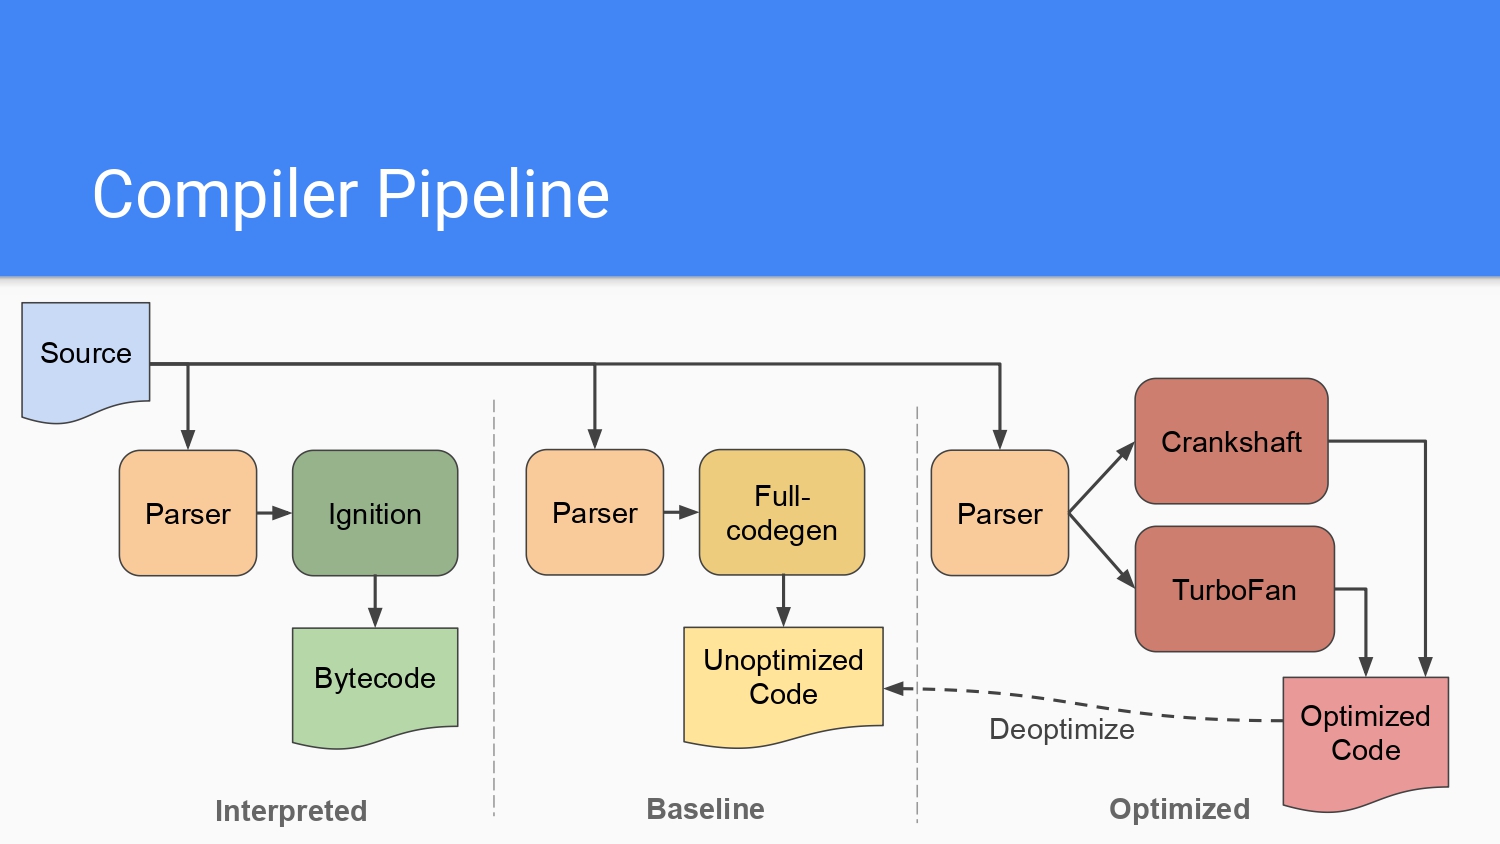 Compiler Pipeline
Source
Parser
Ignition
Bytecode
Interpreted
Parser
Full-
codegen
Unoptimized
Code
Baseline
Parser
Crankshaft
TurboFan
Optimized
Code
Deoptimize
Optimized